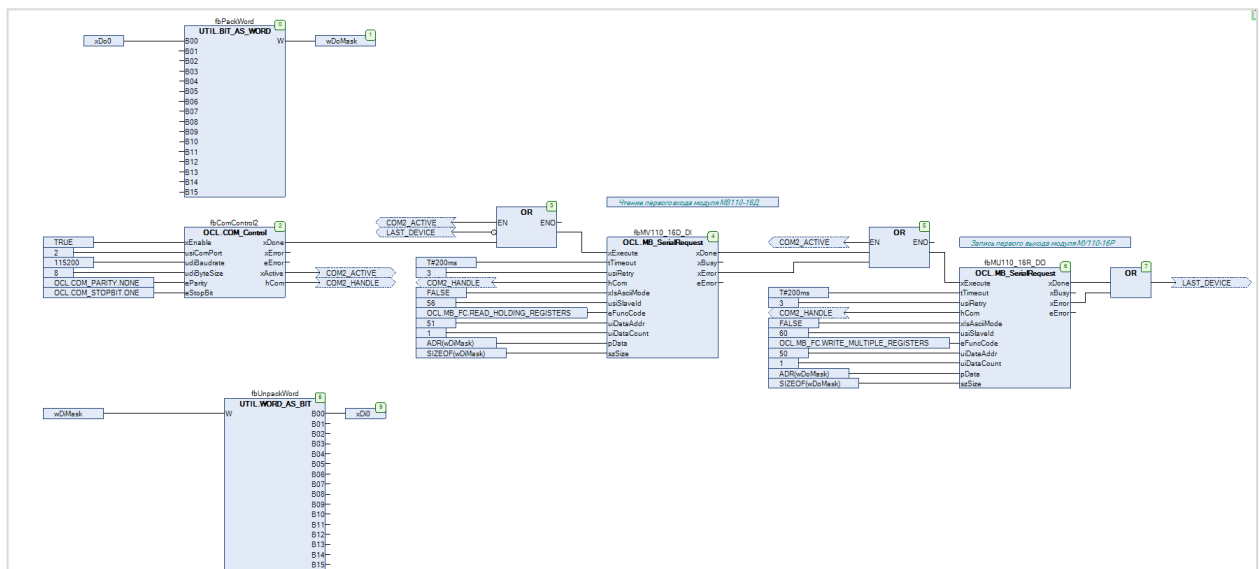 fbPackWord
0
UTIL.BIT_AS_WORD
xDo0
B00
W
wDoMask
1
B01
B02
B03
B04
B05
B06
B07
B08
B09
B10
B11
B12
B13
B14
B15
fbComControl2
2
OCL.COM_Control
TRUE
xEnable
xDone
2
usiComPort
xError
115200
udiBaudrate
eError
8
udiByteSize
xActive
COM2_ACTIVE
OCL.COM_PARITY.NONE
eParity
hCom
COM2_HANDLE
OCL.COM_STOPBIT.ONE
eStopBit
3
OR
COM2_ACTIVE
EN
ENO
LAST_DEVICE
Чтение первого входа модуля МВ110-16Д
fbMV110_16D_DI
4
OCL.MB_SerialRequest
xExecute
xDone
T#200ms
tTimeout
xBusy
3
usiRetry
xError
COM2_HANDLE
hCom
eError
FALSE
xIsAsciiMode
56
usiSlaveId
OCL.MB_FC.READ_HOLDING_REGISTERS
eFuncCode
51
uiDataAddr
1
uiDataCount
ADR(wDiMask)
pData
SIZEOF(wDiMask)
szSize
5
OR
COM2_ACTIVE
EN
ENO
Запись первого выхода модуля МУ110-16Р
fbMU110_16R_DO
6
OCL.MB_SerialRequest
xExecute
xDone
T#200ms
tTimeout
xBusy
3
usiRetry
xError
COM2_HANDLE
hCom
eError
FALSE
xIsAsciiMode
60
usiSlaveId
OCL.MB_FC.WRITE_MULTIPLE_REGISTERS
eFuncCode
50
uiDataAddr
1
uiDataCount
ADR(wDoMask)
pData
SIZEOF(wDoMask)
szSize
7
OR
LAST_DEVICE
fbUnpackWord
8
UTIL.WORD_AS_BIT
wDiMask
W
B00
xDi0
9
B01
B02
B03
B04
B05
B06
B07
B08
B09
B10
B11
B12
B13
B14
B15